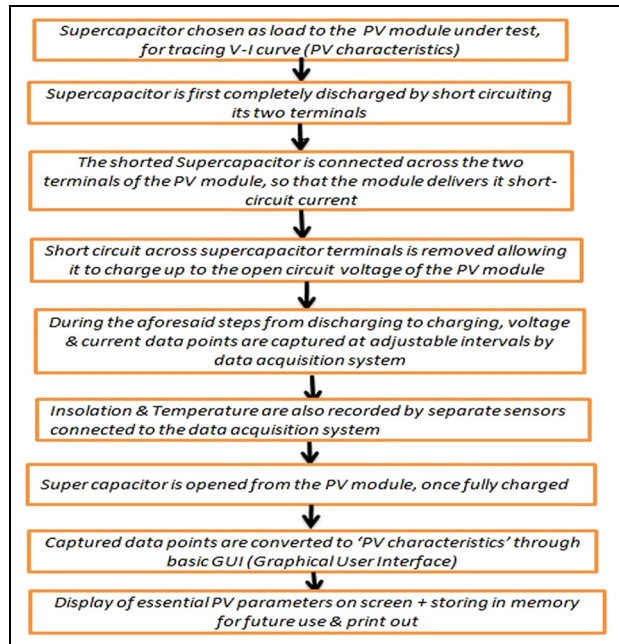 Supercapacitor chosen as load to the PV module under test,
for tracing V-I curve (PV characteristics)
Supercapacitor is first completely discharged by short circuiting
its two terminals
The shorted Supercapacitor is connected across the two
terminals of the PV module, so that the module delivers it short-
circuit current
Short circuit across supercapacitor terminals is removed allowing
it to charge up to the open circuit voltage of the PV module
During the aforesaid steps from discharging to charging, voltage
& current data points are captured at adjustable intervals by
data acquisition system
Insolation & Temperature are also recorded by separate sensors
connected to the data acquisition system
Super capacitor is opened from the PV module, once fully charged
Captured data points are converted to ‘PV characteristics’ through
basic GUI (Graphical User Interface)
Display of essential PV parameters on screen + storing in memory
for future use & print out